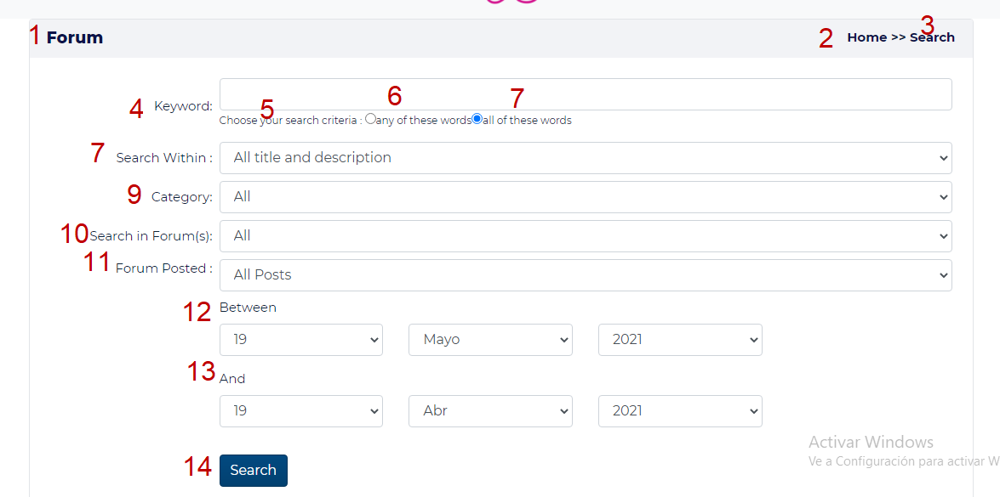 1 Forum
2 Home >> Search 3
4 Keyword:
5 6 7
Choose your search criteria : any of these words all of these words
7 Search Within : All title and description
9 Category: All
10 Search in Forum(s): All
11 Forum Posted : All Posts
12 Between
19 Mayo 2021
13 And
19 Abr 2021
14 Search
Activar Windows
Ve a Configuración para activar W